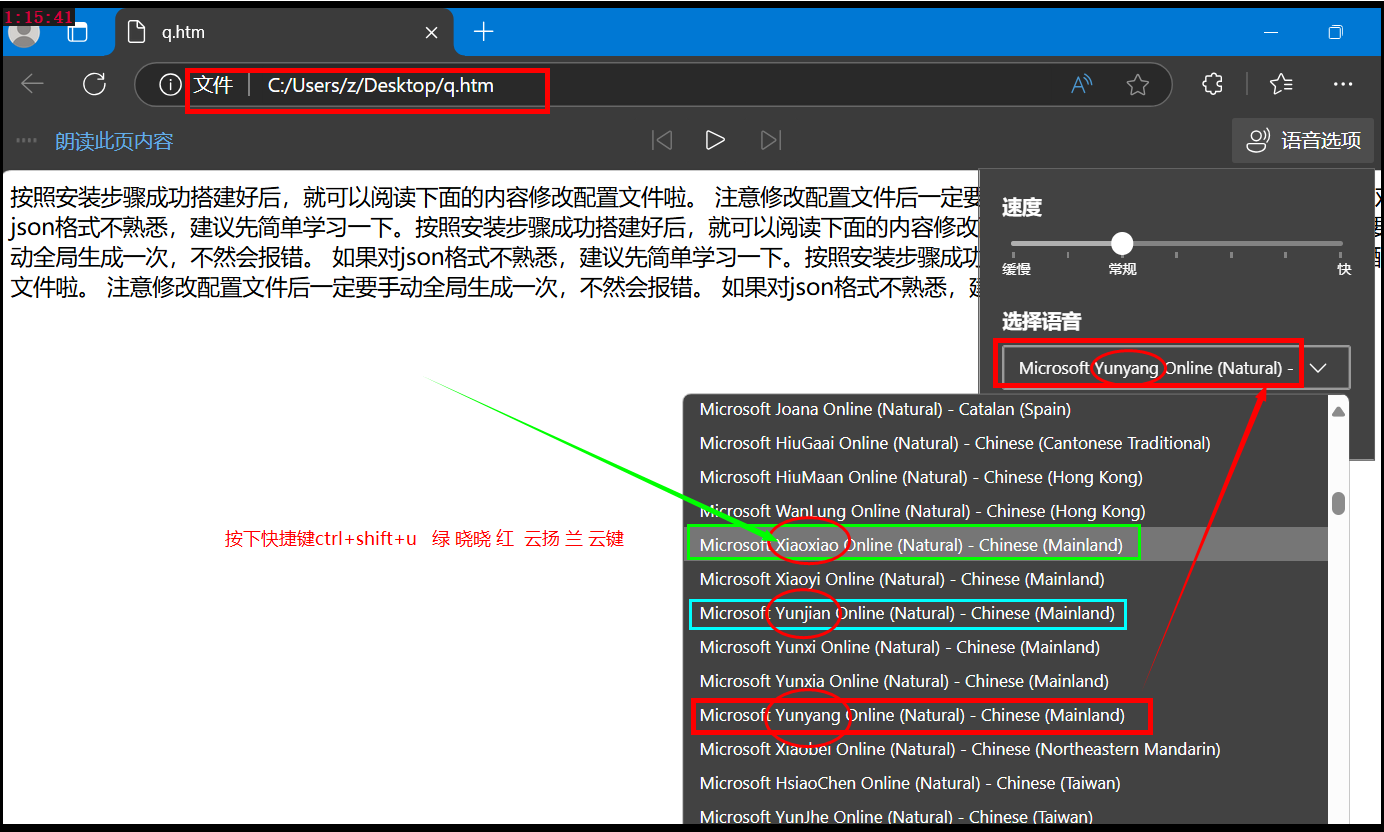 1:15:41
q.htm
文件 C:/Users/z/Desktop/q.htm
朗读此页内容
语音选项
按照安装步骤成功搭建好后，就可以阅读下面的内容修改配置文件啦。 注意修改配置文件后一定要
json格式不熟悉，建议先简单学习一下。按照安装步骤成功搭建好后，就可以阅读下面的内容修改
动全局生成一次，不然会报错。 如果对json格式不熟悉，建议先简单学习一下。按照安装步骤成功
文件啦。 注意修改配置文件后一定要手动全局生成一次，不然会报错。 如果对json格式不熟悉，建
速度
缓慢 常规 快
选择语音
Microsoft Yunyang Online (Natural) -
Microsoft Joana Online (Natural) - Catalan (Spain)
Microsoft HiuGaai Online (Natural) - Chinese (Cantonese Traditional)
Microsoft HiuMaan Online (Natural) - Chinese (Hong Kong)
Microsoft WanLung Online (Natural) - Chinese (Hong Kong)
Microsoft Xiaoxiao Online (Natural) - Chinese (Mainland)
按下快捷键ctrl+shift+u 绿 晓晓 红 云扬 兰 云键
Microsoft Xiaoyi Online (Natural) - Chinese (Mainland)
Microsoft Yunjian Online (Natural) - Chinese (Mainland)
Microsoft Yunxi Online (Natural) - Chinese (Mainland)
Microsoft Yunxia Online (Natural) - Chinese (Mainland)
Microsoft Yunyang Online (Natural) - Chinese (Mainland)
Microsoft Xiaobei Online (Natural) - Chinese (Northeastern Mandarin)
Microsoft HsiaoChen Online (Natural) - Chinese (Taiwan)
Microsoft YunJhe Online (Natural) - Chinese (Taiwan)